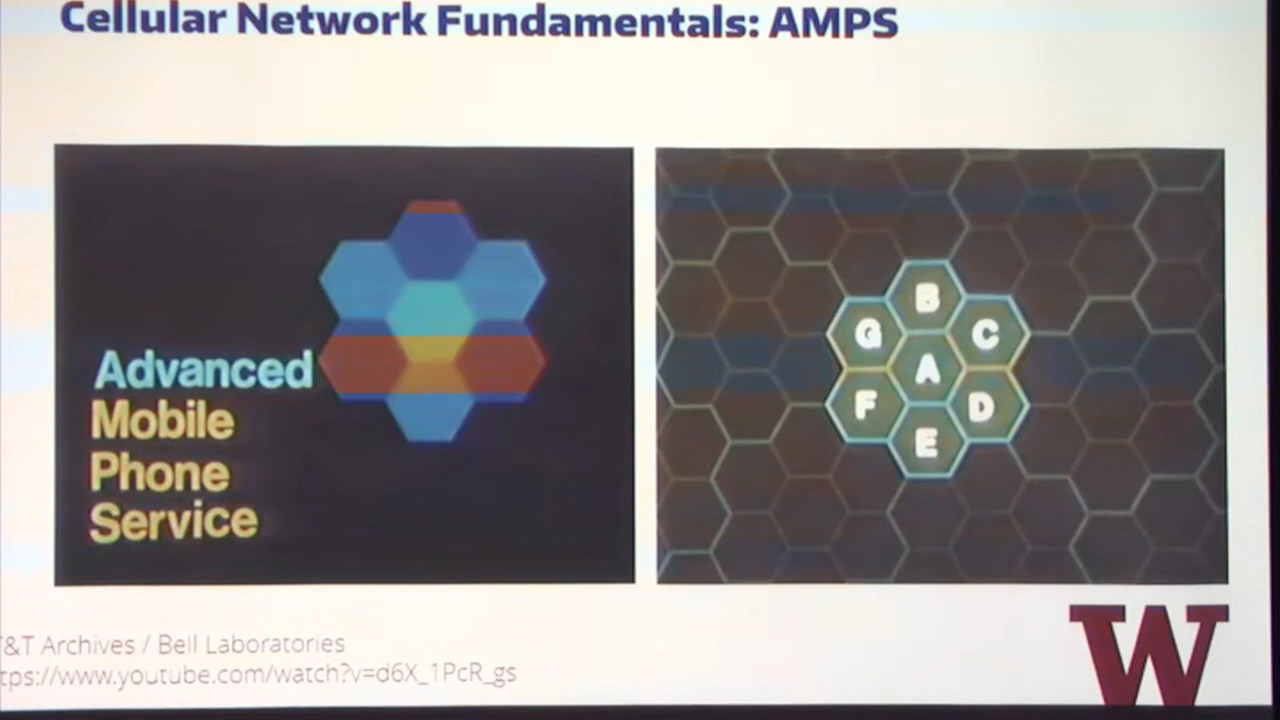 Cellular Network Fundamentals: AMPS
Advanced
Mobile
Phone
Service
B
G
C
A
F
D
E
T&T Archives / Bell Laboratories
tps://www.youtube.com/watch?v=d6X_1PcR_gs
W